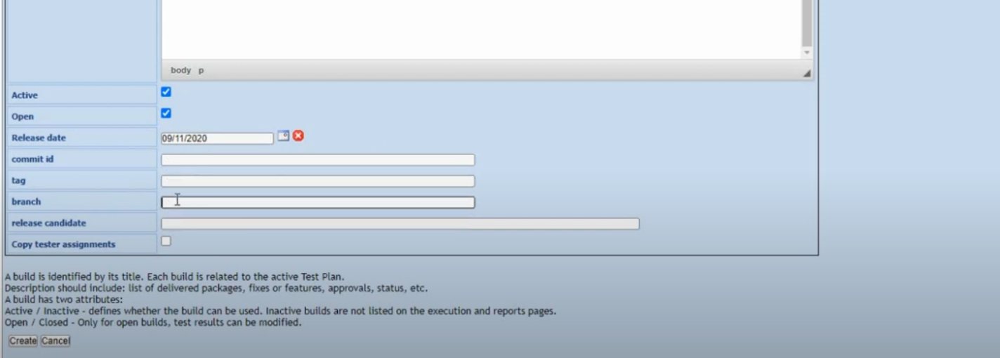 body p
Active
Open
Release date 09/11/2020
commit id
tag
branch
release candidate
Copy tester assignments
A build is identified by its title. Each build is related to the active Test Plan.
Description should include: list of delivered packages, fixes or features, approvals, status, etc.
A build has two attributes:
Active / Inactive - defines whether the build can be used. Inactive builds are not listed on the execution and reports pages.
Open / Closed - Only for open builds, test results can be modified.
Create Cancel